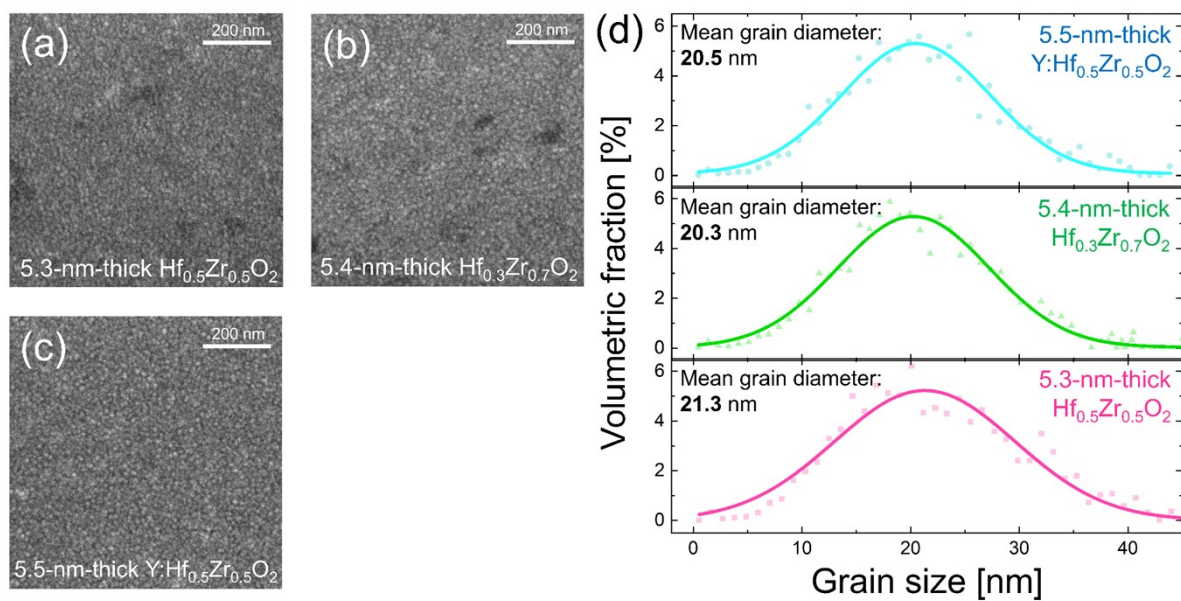 (a)
200 nm
5.3-nm-thick Hf₀.₅Zr₀.₅O₂
(b)
200 nm
5.4-nm-thick Hf₀.₃Zr₀.₇O₂
(c)
200 nm
5.5-nm-thick Y:Hf₀.₅Zr₀.₅O₂
(d)
Volumetric fraction [%]
6
4
2
0
Mean grain diameter:
20.5 nm
5.5-nm-thick
Y:Hf₀.₅Zr₀.₅O₂
6
4
2
0
Mean grain diameter:
20.3 nm
5.4-nm-thick
Hf₀.₃Zr₀.₇O₂
6
4
2
0
Mean grain diameter:
21.3 nm
5.3-nm-thick
Hf₀.₅Zr₀.₅O₂
0 10 20 30 40
Grain size [nm]